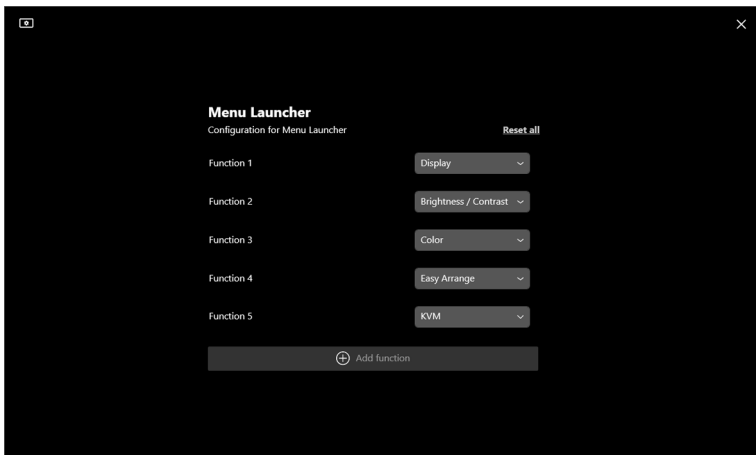 Menu Launcher
Configuration for Menu Launcher Reset all
Function 1 Display
Function 2 Brightness / Contrast
Function 3 Color
Function 4 Easy Arrange
Function 5 KVM
Add function